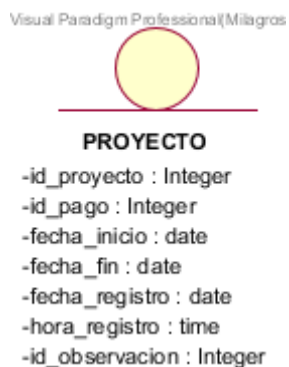 Visual Paradigm Professional(Milagros
PROYECTO
-id_proyecto : Integer
-id_pago : Integer
-fecha_inicio : date
-fecha_fin : date
-fecha_registro : date
-hora_registro : time
-id_observacion : Integer